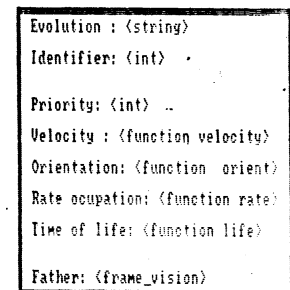 Evolution : <string>
Identifier: <int>
Priority: <int>
Velocity : <function velocity>
Orientation: <function orient>
Rate ocupation: <function rate>
Time of life: <function life>
Father: <frame_vision>